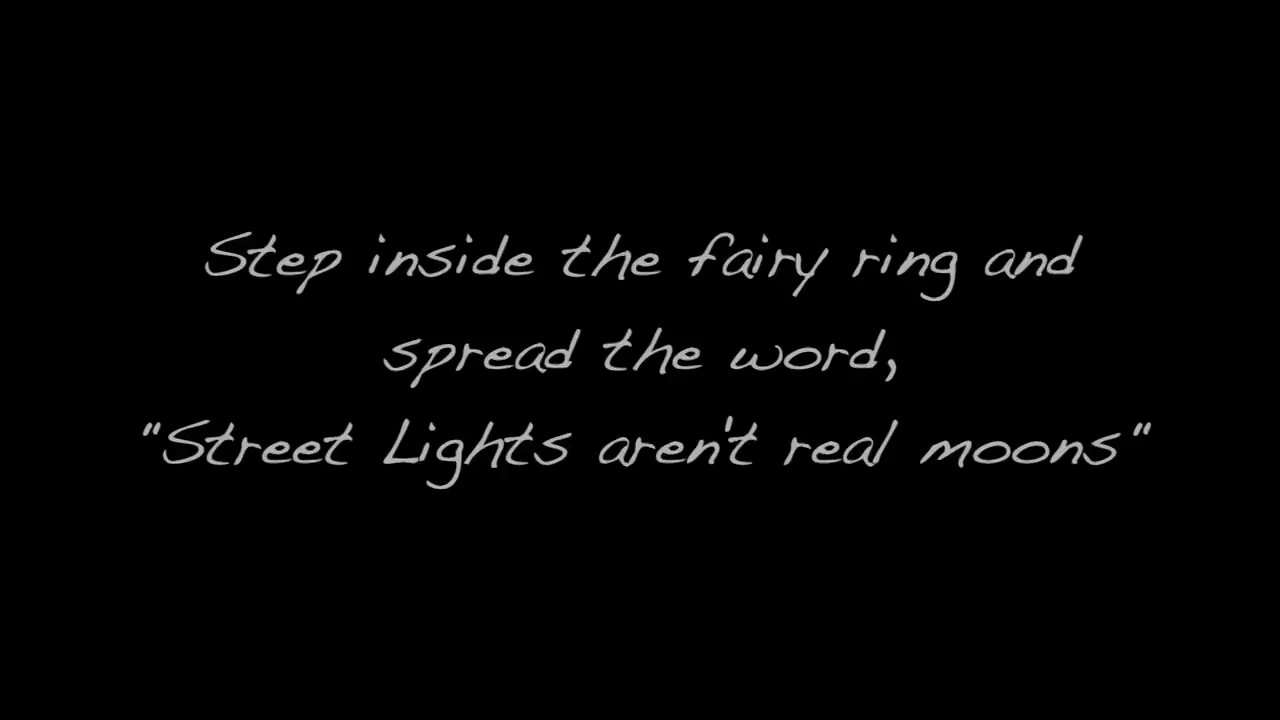 Step inside the fairy ring and
spread the word,
"Street Lights aren't real moons"